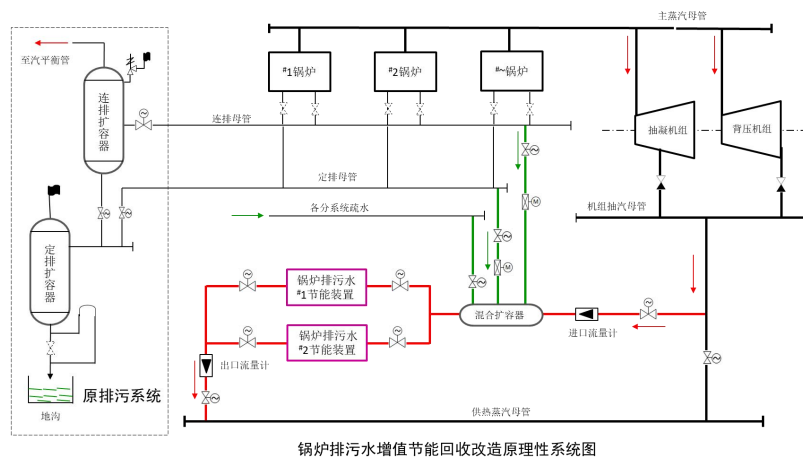 主蒸汽母管
至汽平衡管
#1锅炉
#2锅炉
#~锅炉
连排扩容器
连排母管
抽凝机组
背压机组
定排母管
各分系统疏水
机组抽汽母管
定排扩容器
M
M
锅炉排污水
#1节能装置
混合扩容器
进口流量计
锅炉排污水
#2节能装置
出口流量计
原排污系统
地沟
供热蒸汽母管
锅炉排污水增值节能回收改造原理性系统图